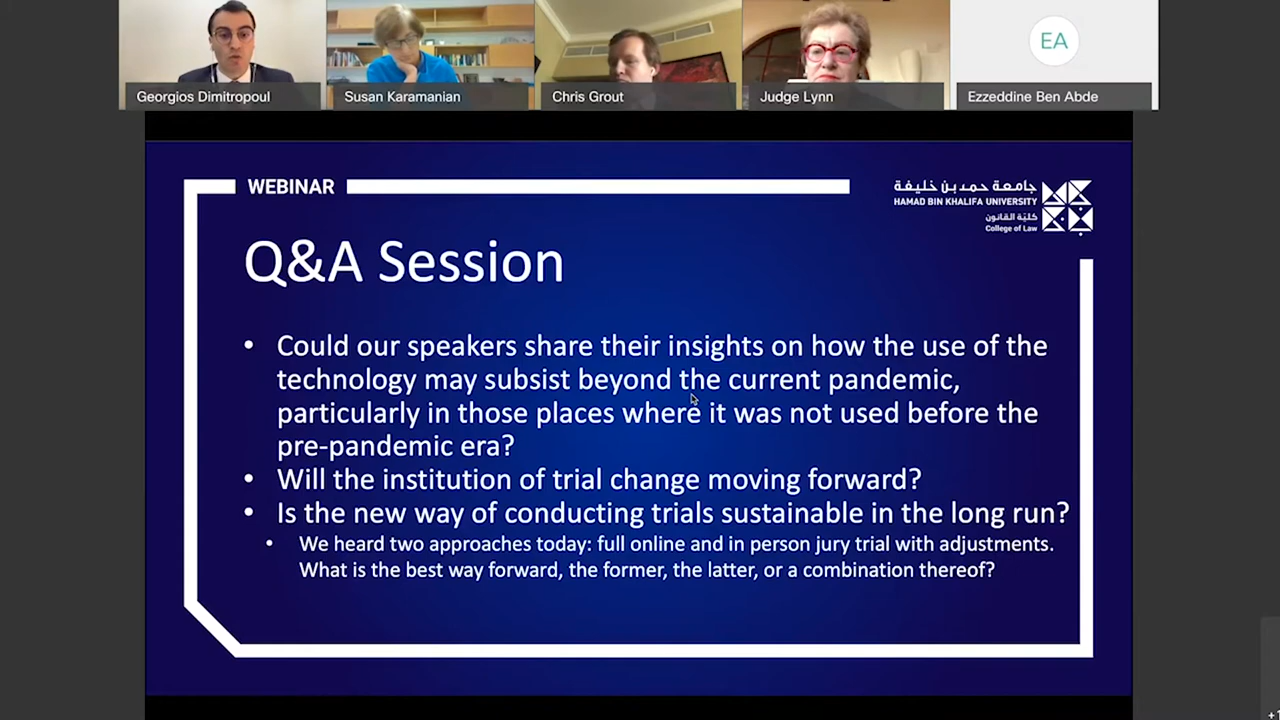 Georgios Dimitropoul
Susan Karamanian
Chris Grout
Judge Lynn
EA
Ezzeddine Ben Abde
WEBINAR
جامعة حمد بن خليفة
HAMAD BIN KHALIFA UNIVERSITY
كلية القانون
College of Law
Q&A Session
• Could our speakers share their insights on how the use of the
technology may subsist beyond the current pandemic,
particularly in those places where it was not used before the
pre-pandemic era?
• Will the institution of trial change moving forward?
• Is the new way of conducting trials sustainable in the long run?
• We heard two approaches today: full online and in person jury trial with adjustments.
What is the best way forward, the former, the latter, or a combination thereof?